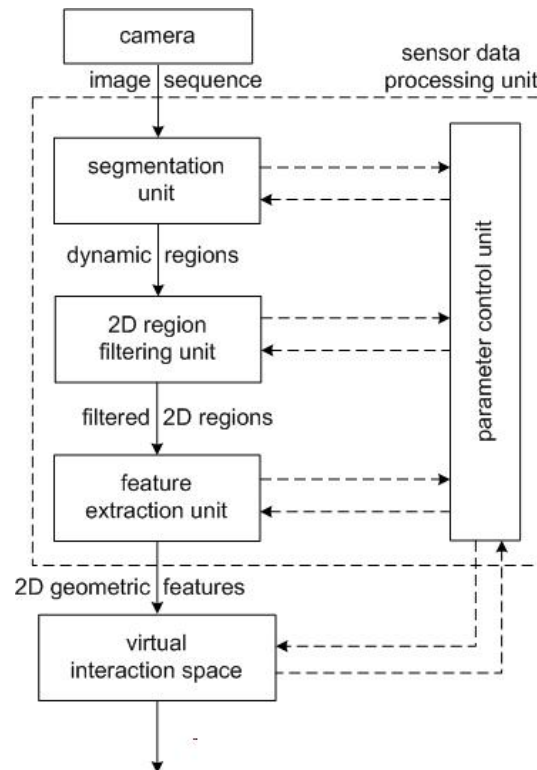 camera
image sequence
sensor data
processing unit
segmentation
unit
dynamic regions
2D region
filtering unit
parameter control unit
filtered 2D regions
feature
extraction unit
2D geometric features
virtual
interaction space